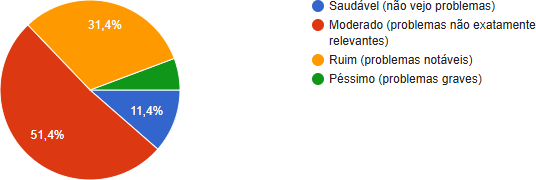 31,4%
11,4%
51,4%
Saudável (não vejo problemas)
Moderado (problemas não exatamente
relevantes)
Ruim (problemas notáveis)
Péssimo (problemas graves)